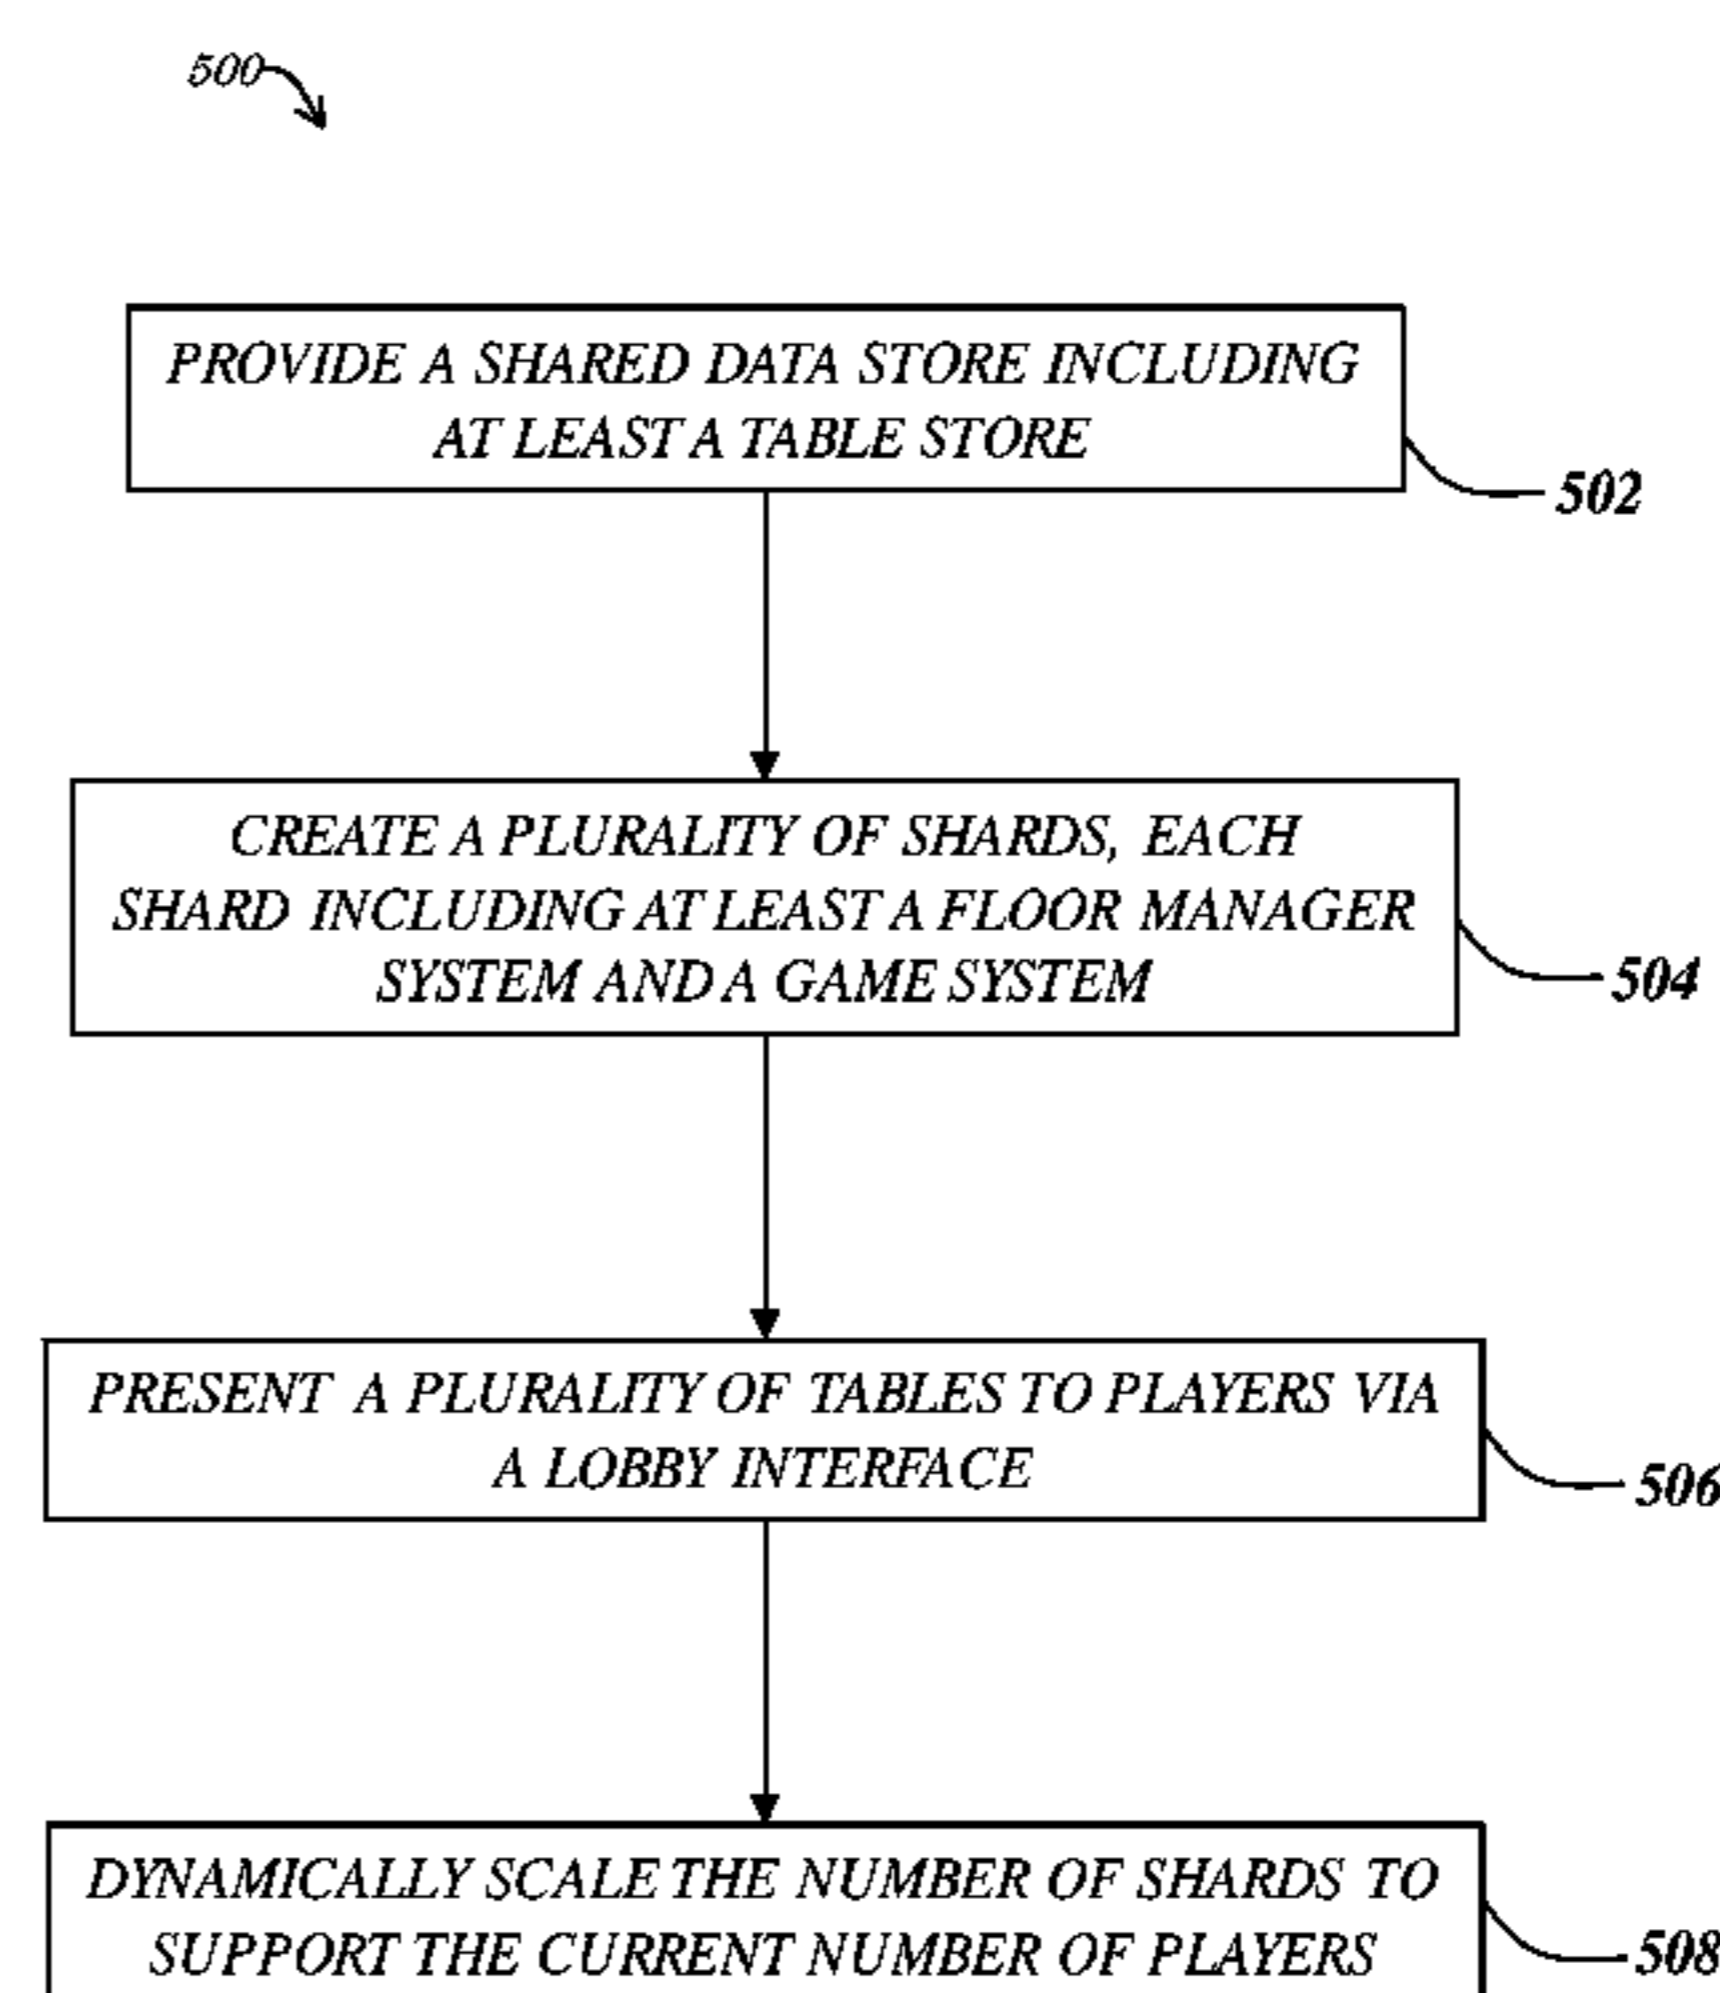 500
PROVIDE A SHARED DATA STORE INCLUDING
AT LEAST A TABLE STORE
502
CREATE A PLURALITY OF SHARDS, EACH
SHARD INCLUDING AT LEAST A FLOOR MANAGER
SYSTEM AND A GAME SYSTEM
504
PRESENT A PLURALITY OF TABLES TO PLAYERS VIA
A LOBBY INTERFACE
506
DYNAMICALLY SCALE THE NUMBER OF SHARDS TO
SUPPORT THE CURRENT NUMBER OF PLAYERS
508